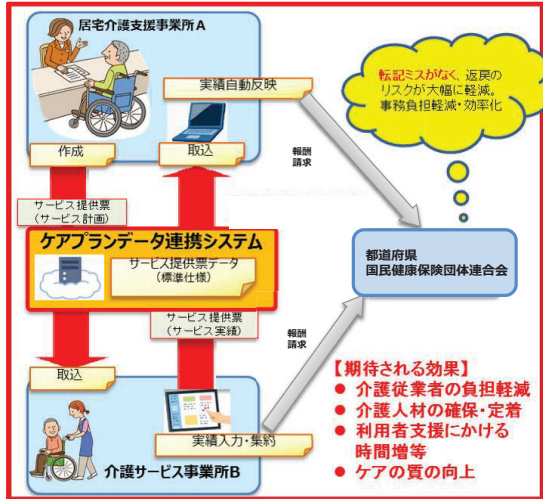 居宅介護支援事業所A
実績自動反映
作成
取込
サービス提供票
(サービス計画)
報酬
請求
転記ミスがなく、返戻の
リスクが大幅に軽減。
事務負担軽減・効率化
ケアプランデータ連携システム
サービス提供票データ
(標準仕様)
都道府県
国民健康保険団体連合会
サービス提供票
(サービス実績)
報酬
請求
取込
実績入力・集約
介護サービス事業所B
【期待される効果】
● 介護従業者の負担軽減
● 介護人材の確保・定着
● 利用者支援にかける
時間増等
● ケアの質の向上